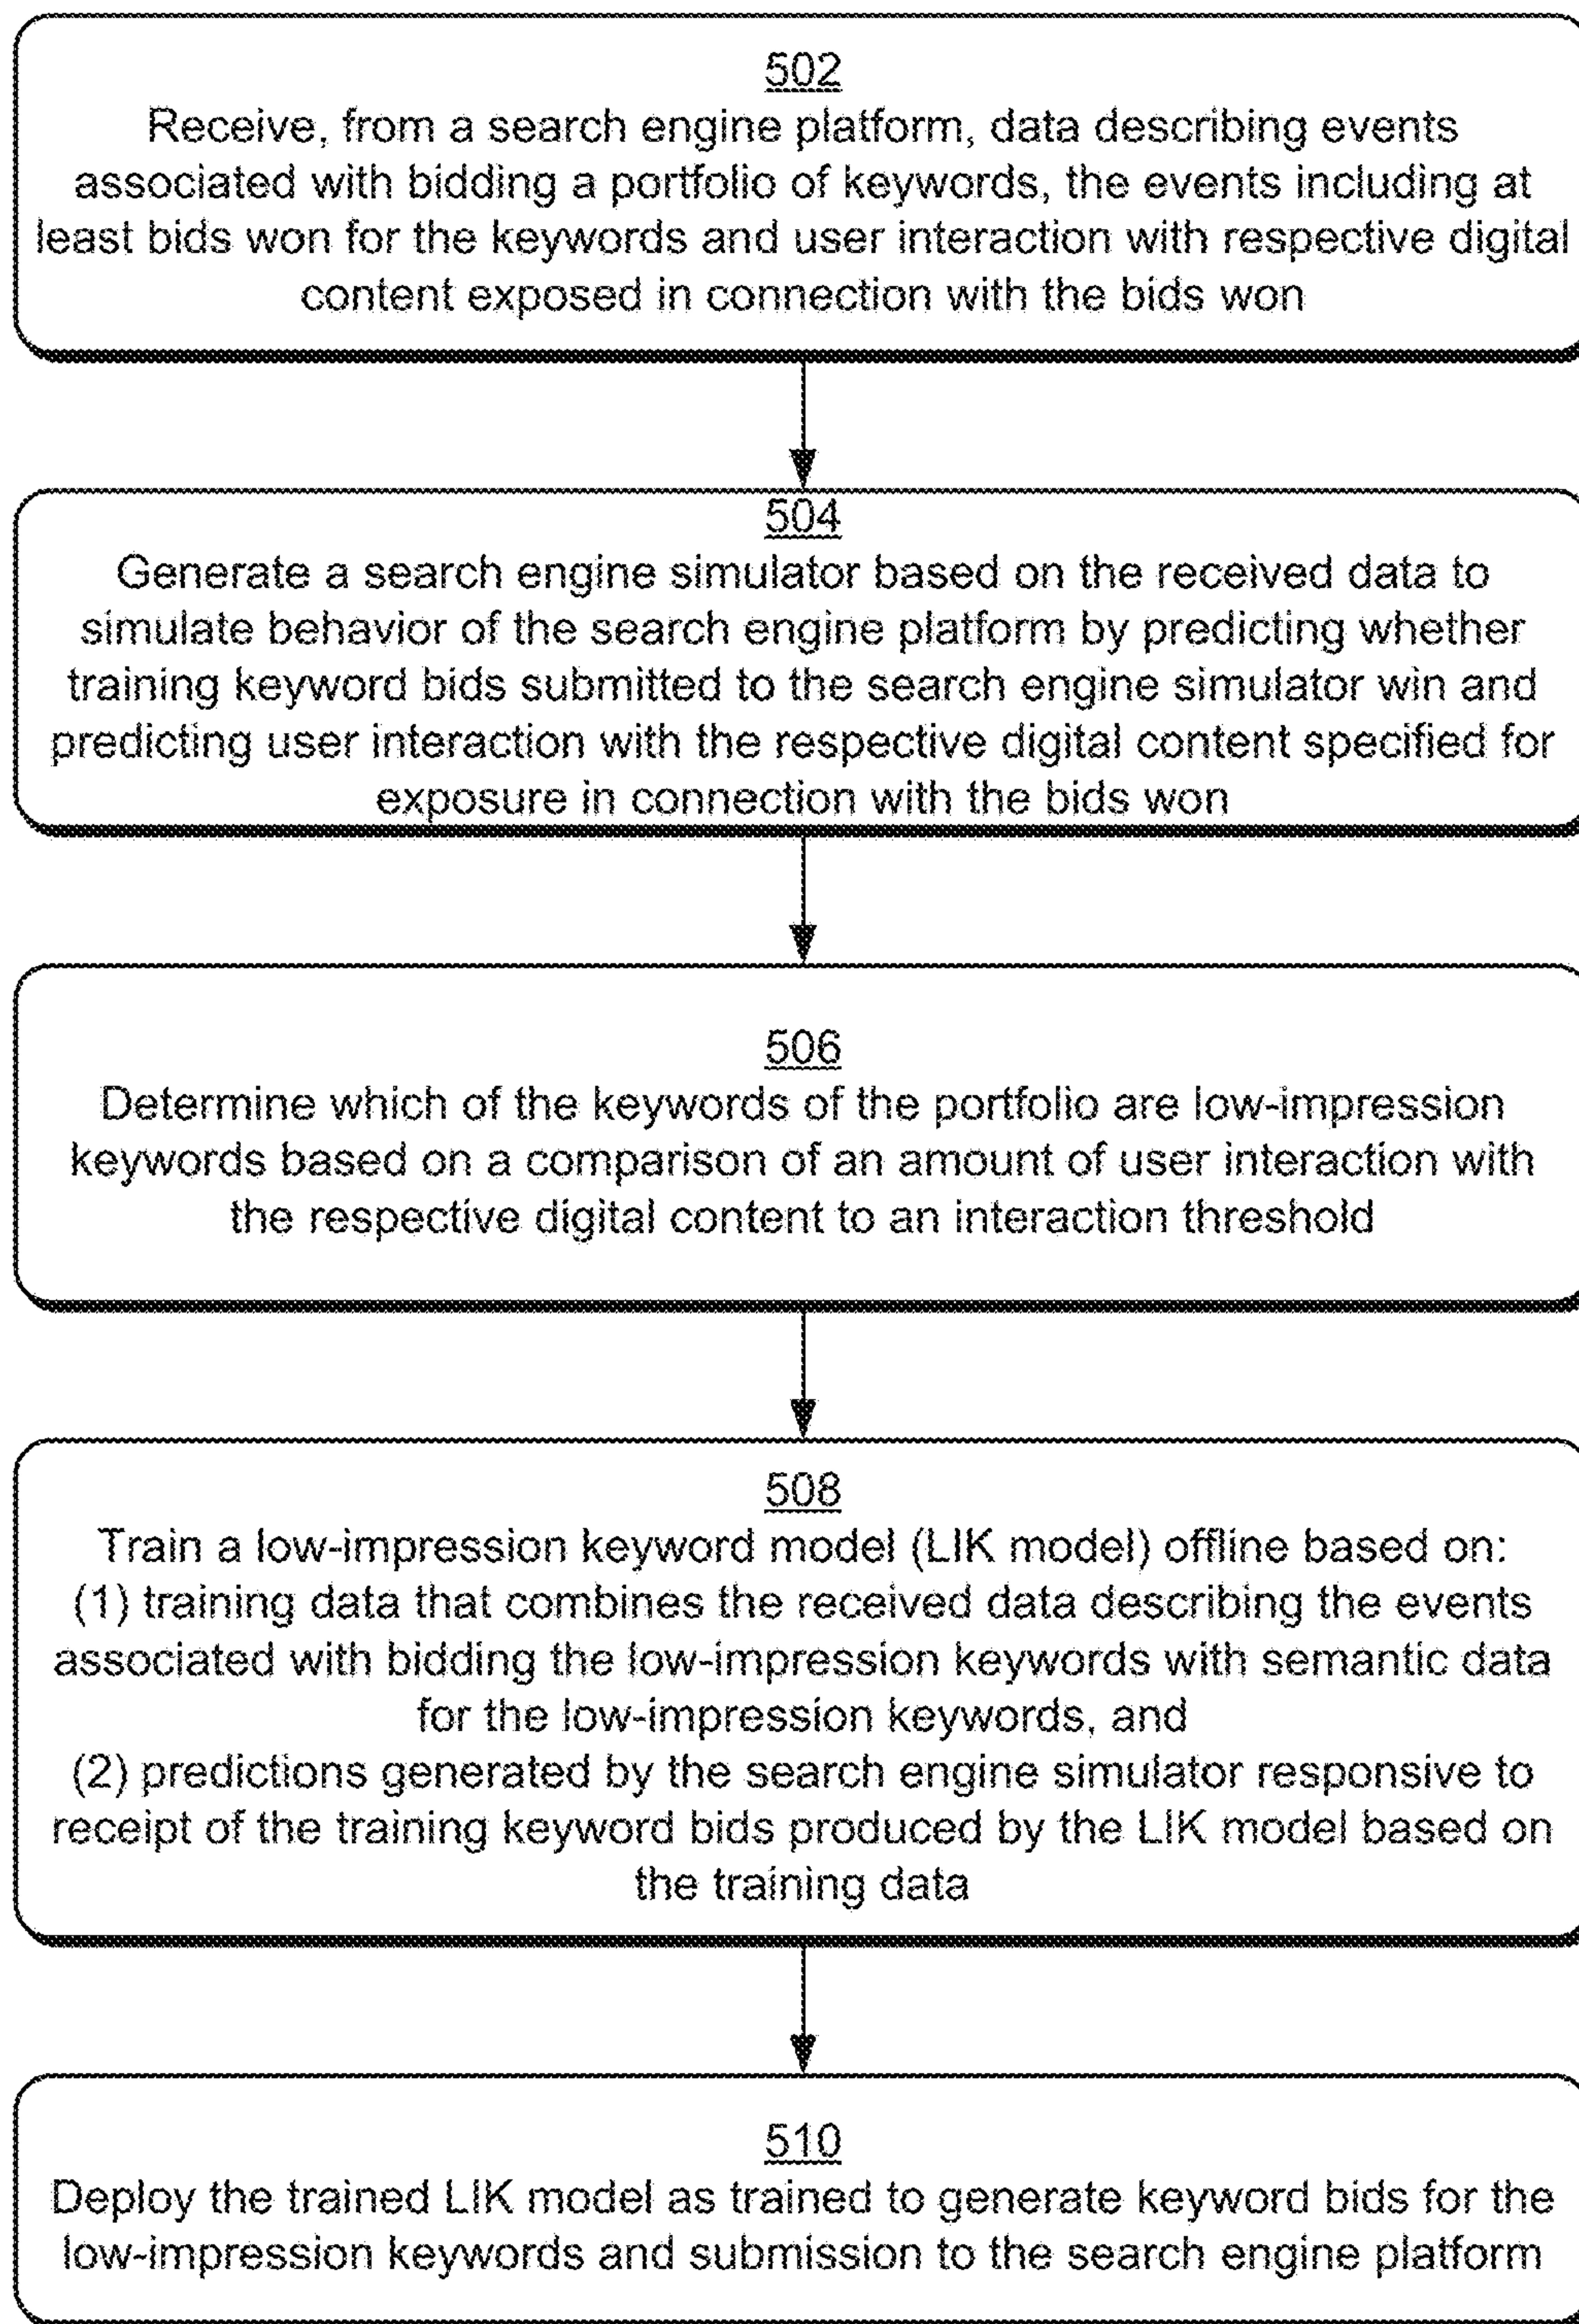 502
Receive, from a search engine platform, data describing events
associated with bidding a portfolio of keywords, the events including at
least bids won for the keywords and user interaction with respective digital
content exposed in connection with the bids won
504
Generate a search engine simulator based on the received data to
simulate behavior of the search engine platform by predicting whether
training keyword bids submitted to the search engine simulator win and
predicting user interaction with the respective digital content specified for
exposure in connection with the bids won
506
Determine which of the keywords of the portfolio are low-impression
keywords based on a comparison of an amount of user interaction with
the respective digital content to an interaction threshold
508
Train a low-impression keyword model (LIK model) offline based on:
(1) training data that combines the received data describing the events
associated with bidding the low-impression keywords with semantic data
for the low-impression keywords, and
(2) predictions generated by the search engine simulator responsive to
receipt of the training keyword bids produced by the LIK model based on
the training data
510
Deploy the trained LIK model as trained to generate keyword bids for the
low-impression keywords and submission to the search engine platform